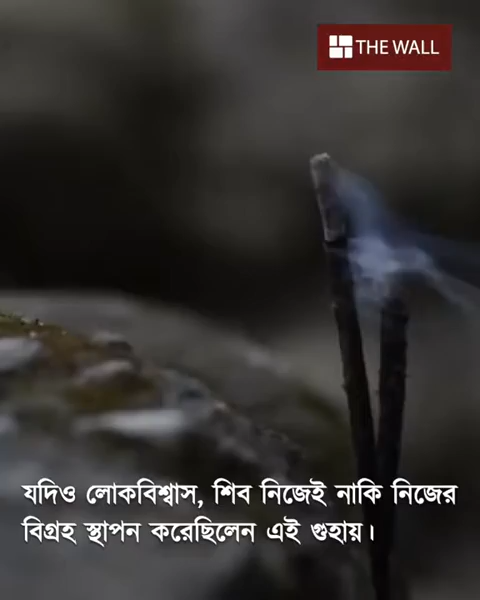 THE WALL
যদিও লোকবিশ্বাস, শিব নিজেই নাকি নিজের
বিগ্রহ স্থাপন করেছিলেন এই গুহায়।